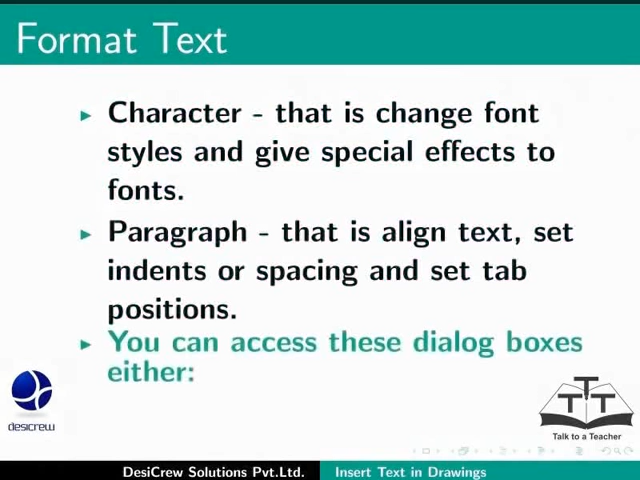 Format Text
Character - that is change font
styles and give special effects to
fonts.
Paragraph - that is align text, set
indents or spacing and set tab
positions.
You can access these dialog boxes
either:
desicrew
TTT
Talk to a Teacher
DesiCrew Solutions Pvt.Ltd. Insert Text in Drawings